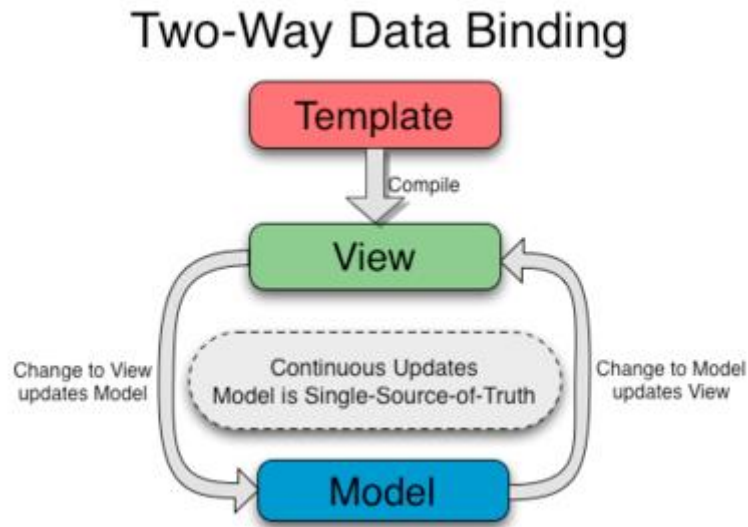 Two-Way Data Binding
Template
Compile
View
Change to View
updates Model
Continuous Updates
Model is Single-Source-of-Truth
Change to Model
updates View
Model